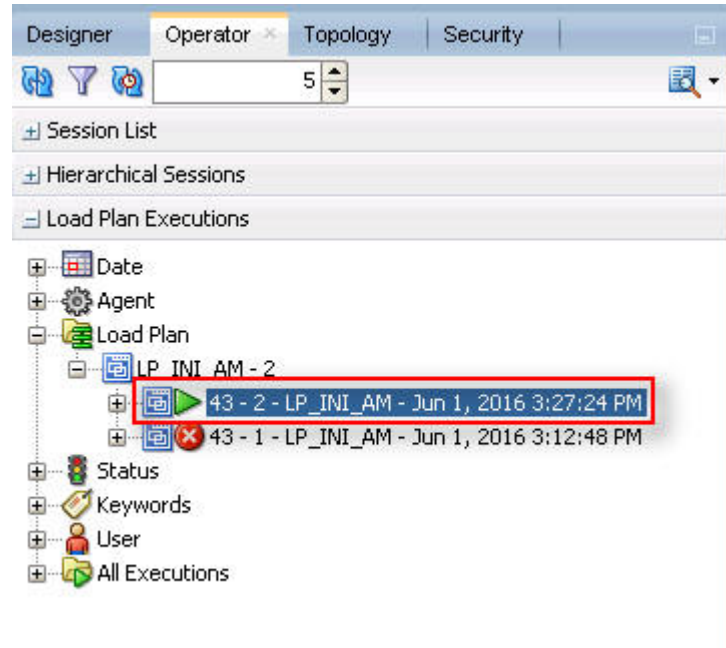 Designer Operator Topology Security
5
Session List
Hierarchical Sessions
Load Plan Executions
Date
Agent
Load Plan
LP_INI_AM - 2
43 - 2 - LP_INI_AM - Jun 1, 2016 3:27:24 PM
43 - 1 - LP_INI_AM - Jun 1, 2016 3:12:48 PM
Status
Keywords
User
All Executions